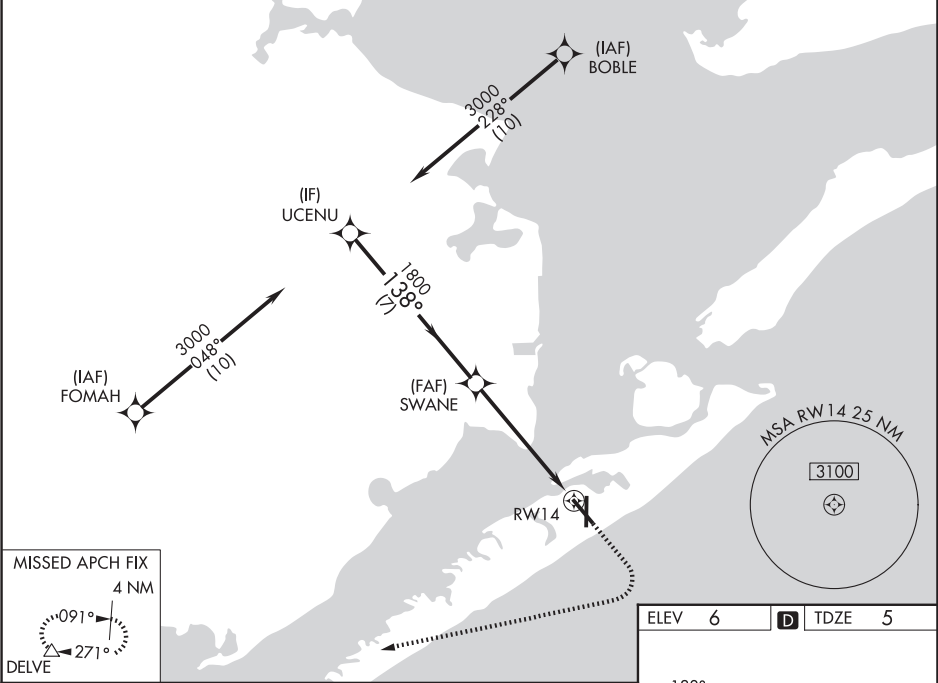 (IAF)
BOBLE
3000
228°
(10)
(IF)
UCENU
1800
138°
(7)
3000
048°
(10)
(IAF)
FOMAH
(FAF)
SWANE
MSA RW14 25 NM
3100
RW14
MISSED APCH FIX
4 NM
091°
271°
DELVE
ELEV 6 D TDZE 5